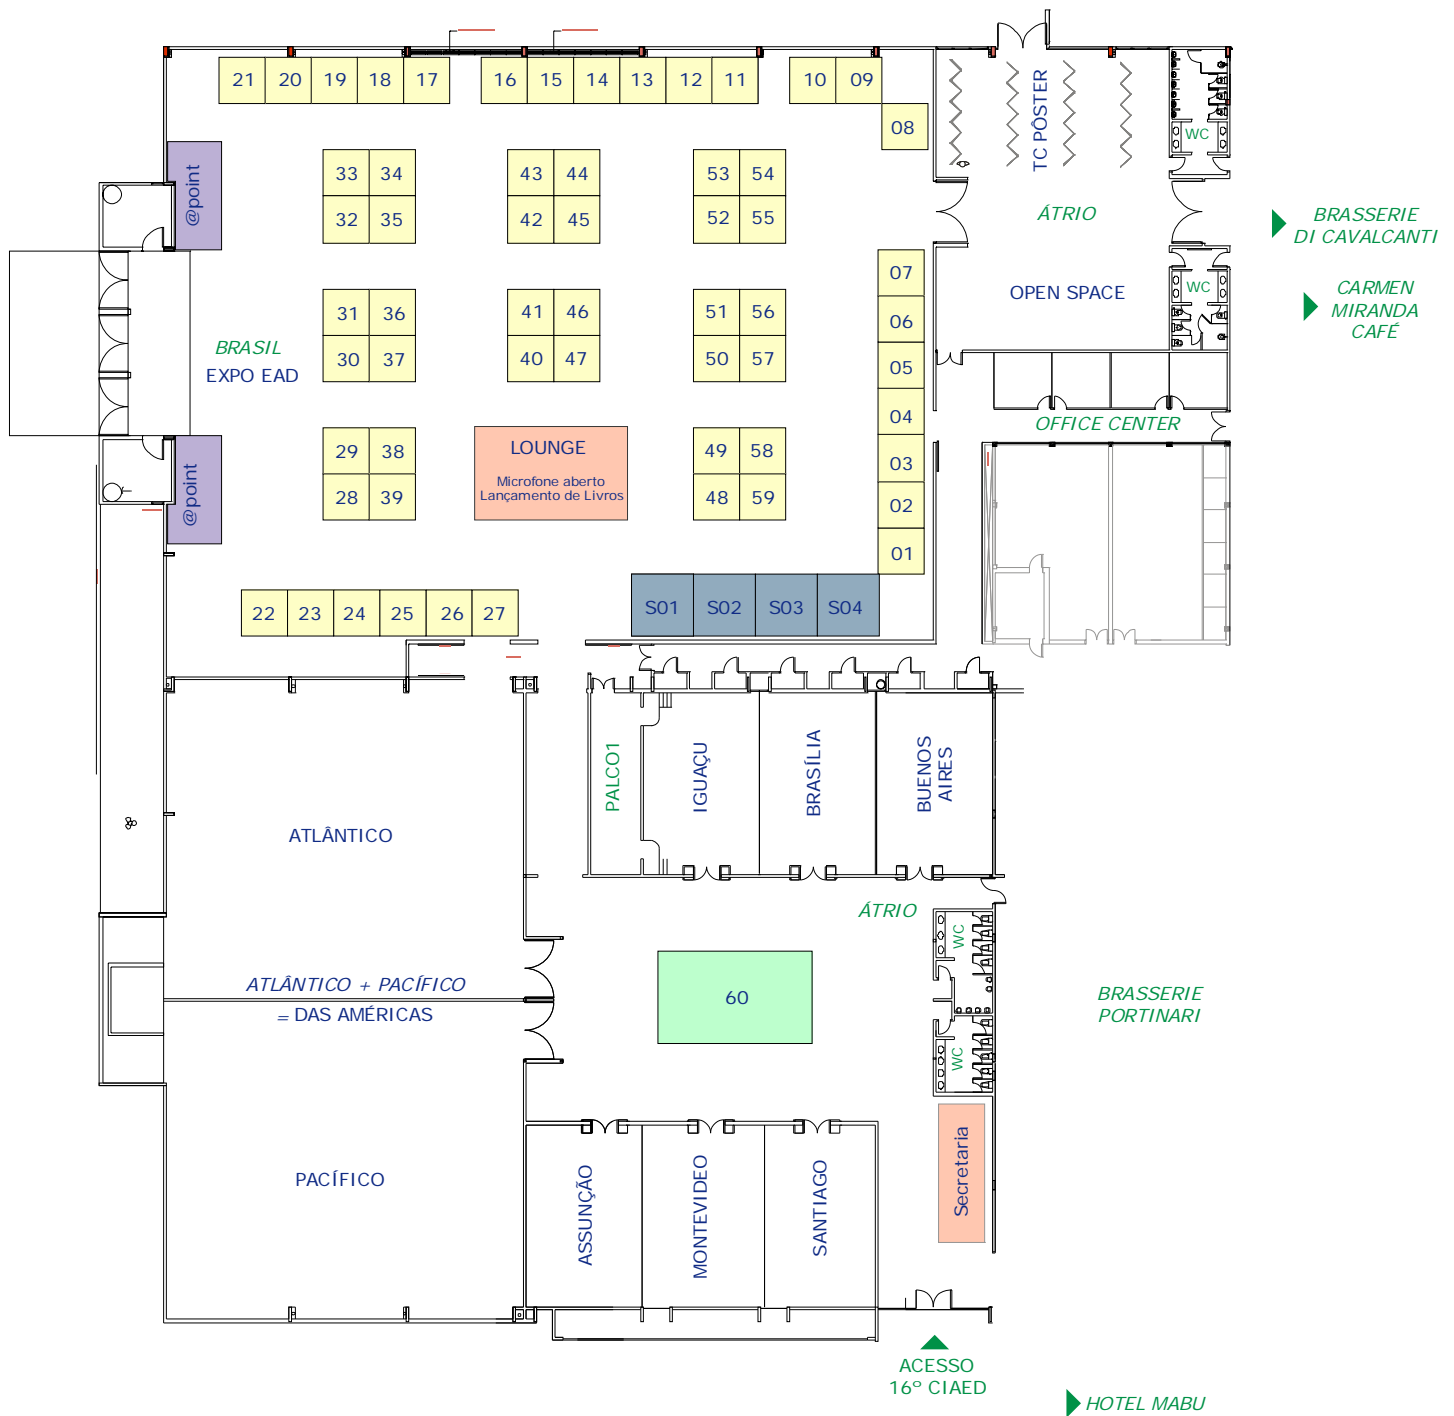 21 20 19 18 17 16 15 14 13 12 11 10 09
08
TC PÔSTER
WC
@point
33 34 43 44 53 54
32 35 42 45 52 55
ÁTRIO
BRASSERIE
DI CAVALCANTI
07
OPEN SPACE
WC
CARMEN
MIRANDA
CAFÉ
31 36 41 46 51 56
06
BRASIL
EXPO EAD
30 37 40 47 50 57
05
04
OFFICE CENTER
29 38
LOUNGE
49 58
03
Microfone aberto
Lançamento de Livros
@point
28 39 48 59
02
01
22 23 24 25 26 27
S01 S02 S03 S04
PALCO1
IGUAÇU
BRASÍLIA
BUENOS
AIRES
ATLÂNTICO
ÁTRIO
WC
ATLÂNTICO + PACÍFICO
= DAS AMÉRICAS
60
BRASSERIE
PORTINARI
WC
PACÍFICO
ASSUNÇÃO
MONTEVIDEO
SANTIAGO
Secretaria
ACESSO
16º CIAED
HOTEL MABU